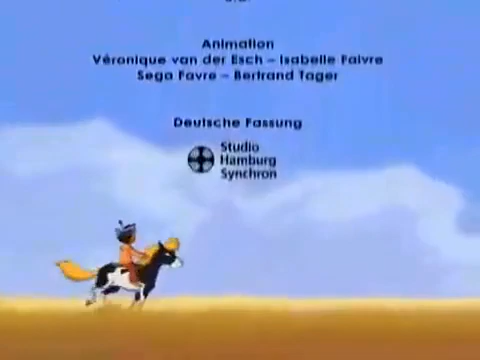 Animation
Véronique van der Esch – Isabelle Faivre
Sega Favre – Bertrand Tager
Deutsche Fassung
Studio
Hamburg
Synchron